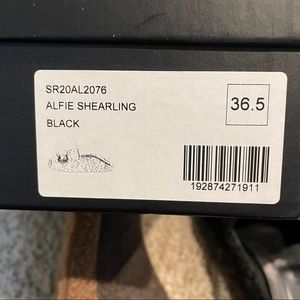 SR20AL2076
ALFIE SHEARLING
BLACK
36.5
192874271911